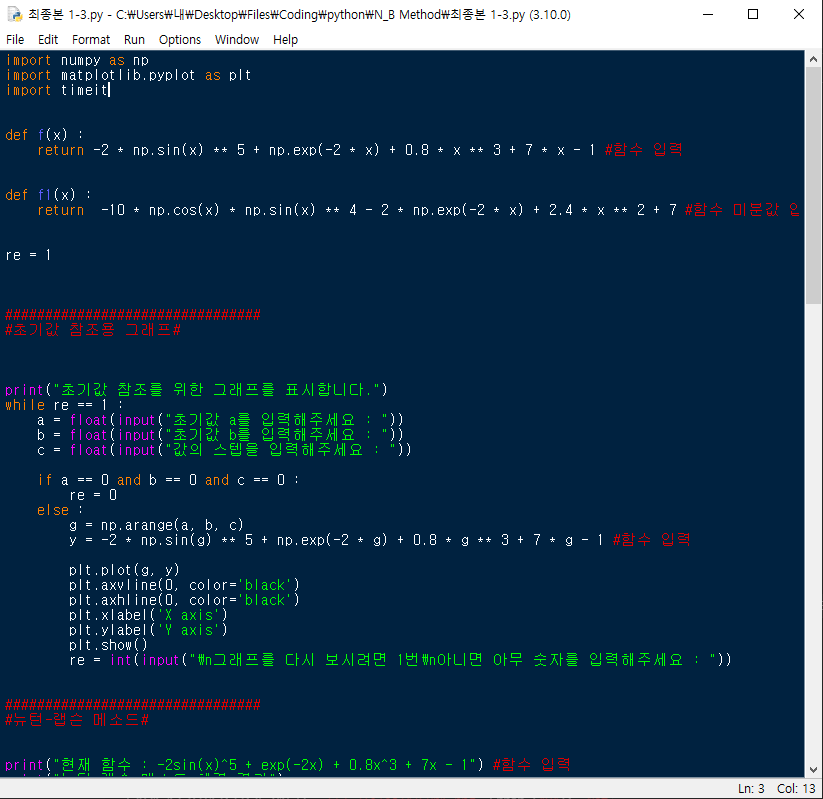 최종본 1-3.py - C:₩Users₩내₩Desktop₩Files₩Coding₩python₩N_B Method₩최종본 1-3.py (3.10.0)
File Edit Format Run Options Window Help
import numpy as np
import matplotlib.pyplot as plt
import timeit
def f(x) :
    return -2 * np.sin(x) ** 5 + np.exp(-2 * x) + 0.8 * x ** 3 + 7 * x - 1 #함수 입력
def f1(x) :
    return  -10 * np.cos(x) * np.sin(x) ** 4 - 2 * np.exp(-2 * x) + 2.4 * x ** 2 + 7 #함수 미분값
re = 1
################################
#초기값 참조용 그래프#
print("초기값 참조를 위한 그래프를 표시합니다.")
while re == 1 :
    a = float(input("초기값 a를 입력해주세요 : "))
    b = float(input("초기값 b를 입력해주세요 : "))
    c = float(input("값의 스텝을 입력해주세요 : "))
    if a == 0 and b == 0 and c == 0 :
        re = 0
    else :
        g = np.arange(a, b, c)
        y = -2 * np.sin(g) ** 5 + np.exp(-2 * g) + 0.8 * g ** 3 + 7 * g - 1 #함수 입력
        plt.plot(g, y)
        plt.axvline(0, color='black')
        plt.axhline(0, color='black')
        plt.xlabel('X axis')
        plt.ylabel('Y axis')
        plt.show()
        re = int(input("₩n그래프를 다시 보시려면 1번₩n아니면 아무 숫자를 입력해주세요 : "))
################################
#뉴턴-랩슨 메소드#
print("현재 함수 : -2sin(x)^5 + exp(-2x) + 0.8x^3 + 7x - 1") #함수 입력
Ln: 3 Col: 13